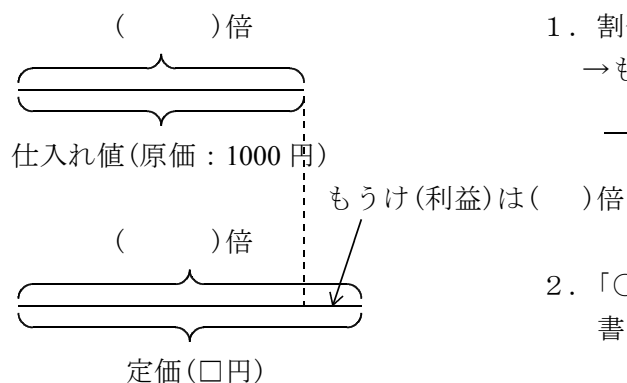 (　　　)倍
仕入れ値(原価：1000 円)
もうけ(利益)は(　)倍
(　　　)倍
定価(□円)
１．割
→も
２．「○
書